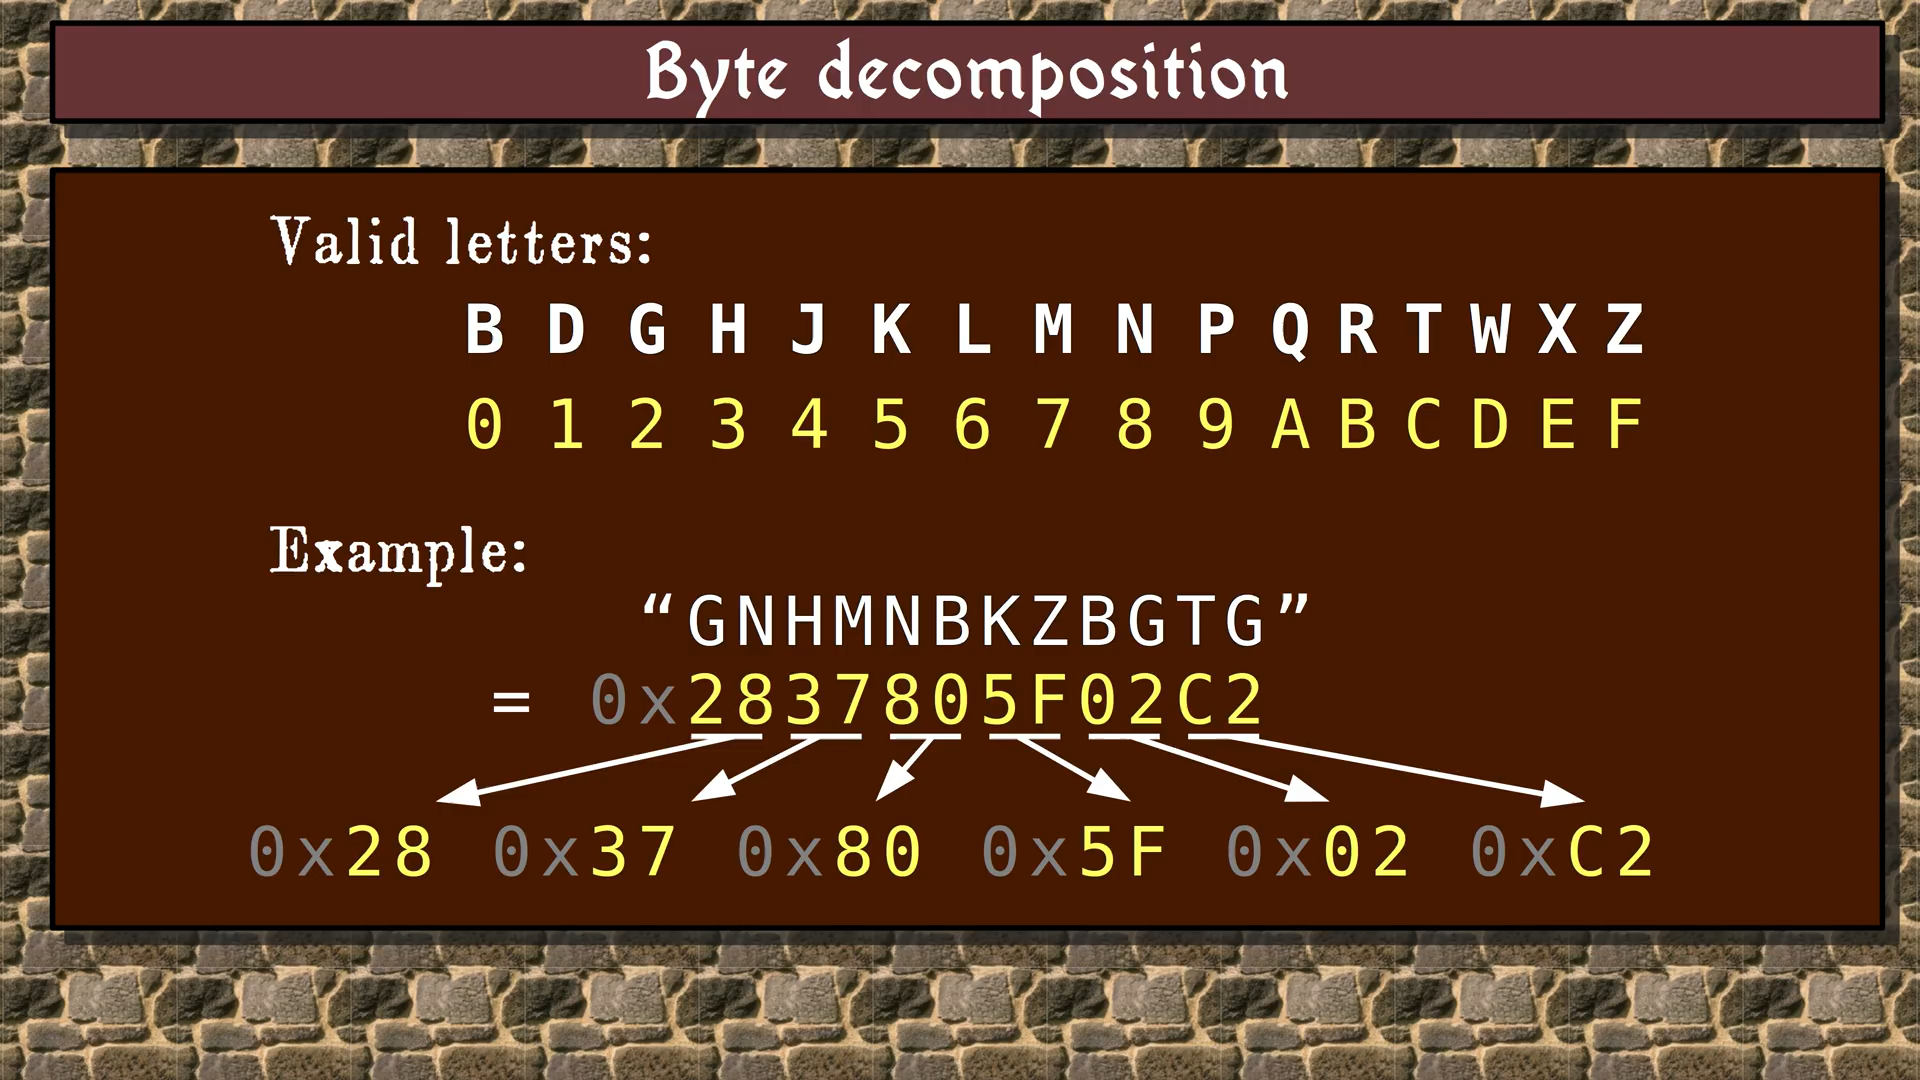 Byte decomposition
Valid letters:
B D G H J K L M N P Q R T W X Z
0 1 2 3 4 5 6 7 8 9 A B C D E F
Example:
“GNHMNBKZBGTG”
= 0x2837805F02C2
0x28 0x37 0x80 0x5F 0x02 0xC2